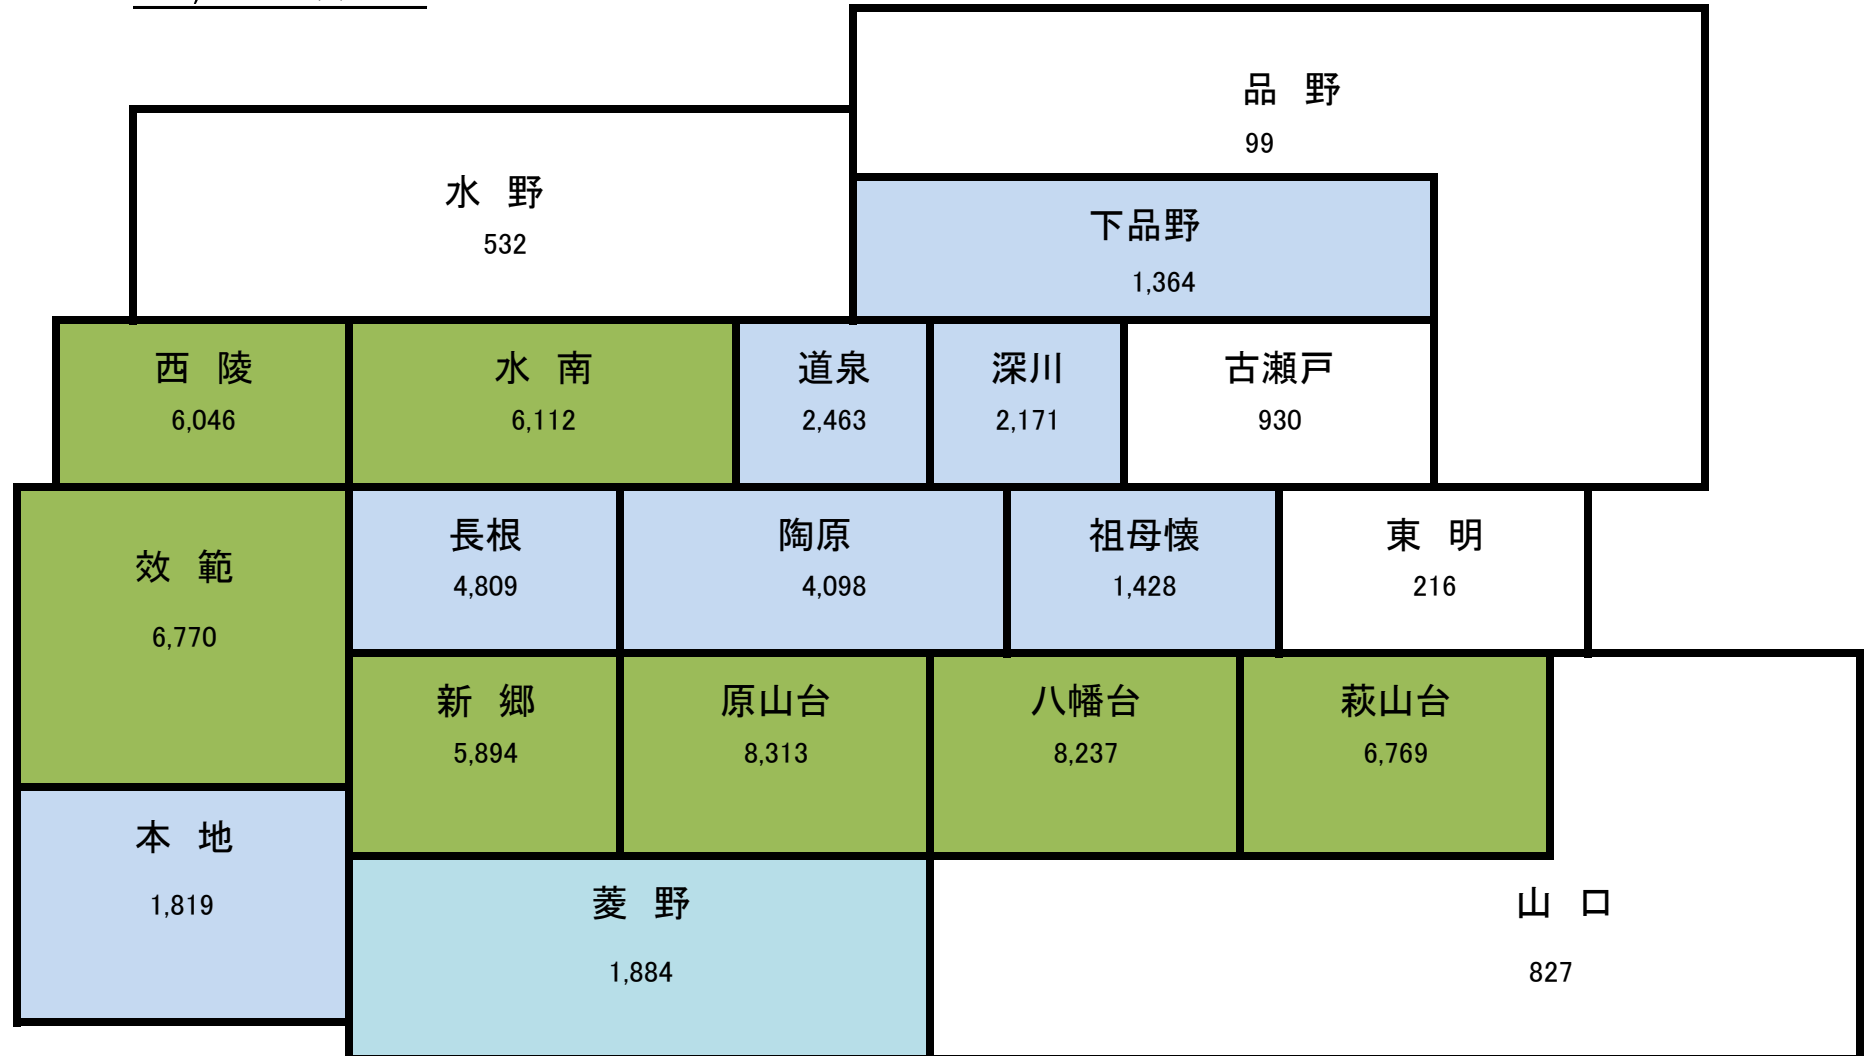 品 野
99
水 野
532
下品野
1,364
西 陵
6,046
水 南
6,112
道泉
2,463
深川
2,171
古瀬戸
930
効 範
6,770
長根
4,809
陶原
4,098
祖母懐
1,428
東 明
216
新 郷
5,894
原山台
8,313
八幡台
8,237
萩山台
6,769
本 地
1,819
菱 野
1,884
山 口
827